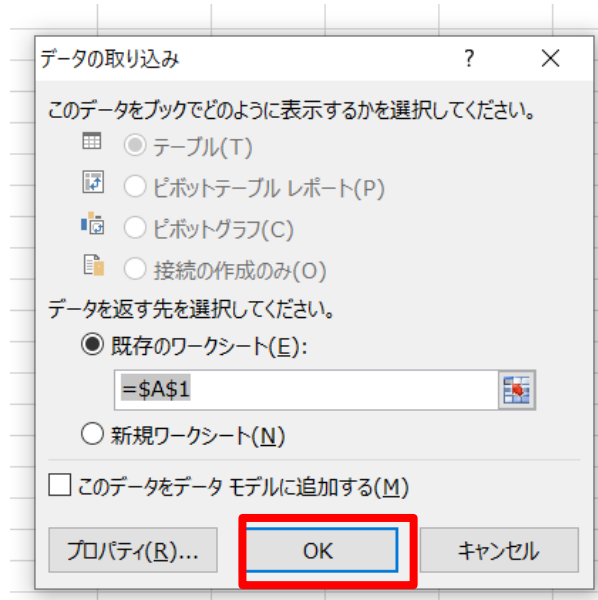 データの取り込み ?
このデータをブックでどのように表示するかを選択してください。
テーブル(T)
ピボットテーブル レポート(P)
ピボットグラフ(C)
接続の作成のみ(O)
データを返す先を選択してください。
既存のワークシート(E):
=$A$1
新規ワークシート(N)
このデータをデータ モデルに追加する(M)
プロパティ(R)... OK キャンセル